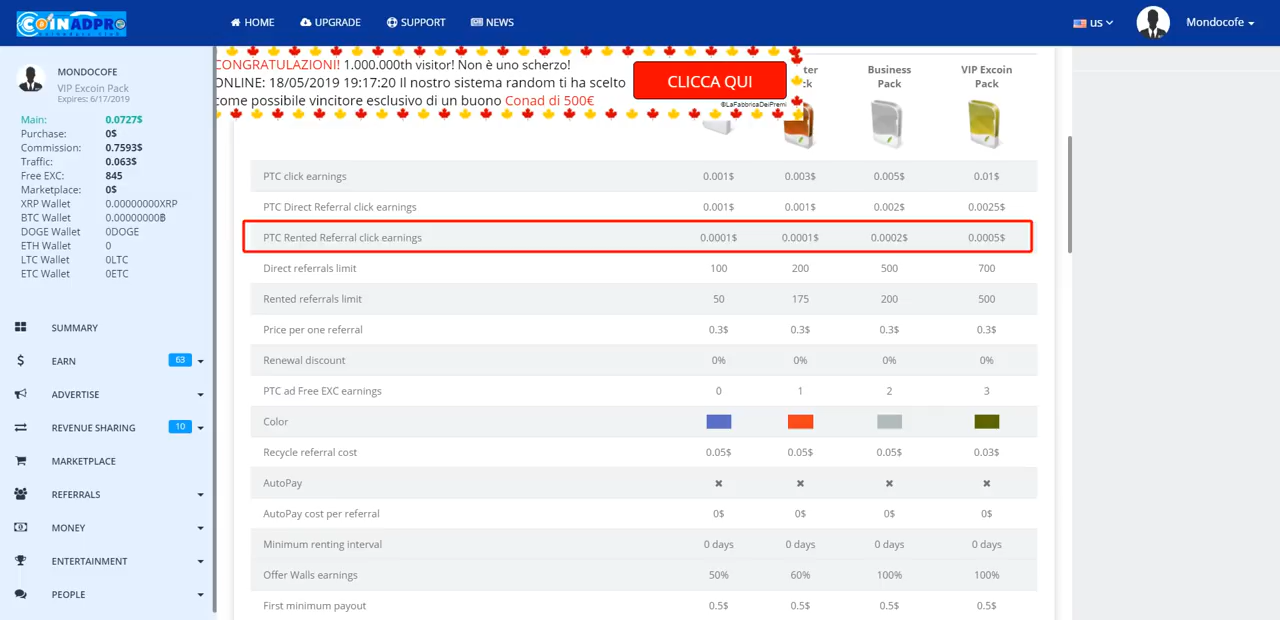 COINADPRO
HOME
UPGRADE
SUPPORT
NEWS
us
Mondocofe
MONDOCOFE
VIP Excoin Pack
Expires: 6/17/2019
Main: 0.0727$
Purchase: 0$
Commission: 0.7593$
Traffic: 0.063$
Free EXC: 845
Marketplace: 0$
XRP Wallet 0.00000000XRP
BTC Wallet 0.00000000฿
DOGE Wallet 0DOGE
ETH Wallet 0
LTC Wallet 0LTC
ETC Wallet 0ETC
SUMMARY
EARN 63
ADVERTISE
REVENUE SHARING 10
MARKETPLACE
REFERRALS
MONEY
ENTERTAINMENT
PEOPLE
CONGRATULAZIONI! 1.000.000th visitor! Non è uno scherzo!
ONLINE: 18/05/2019 19:17:20 Il nostro sistema random ti ha scelto
come possibile vincitore esclusivo di un buono Conad di 500€
CLICCA QUI
©LaFabbricaDeiPremi
Business
Pack
VIP Excoin
Pack
PTC click earnings 0.001$ 0.003$ 0.005$ 0.01$
PTC Direct Referral click earnings 0.001$ 0.001$ 0.002$ 0.0025$
PTC Rented Referral click earnings 0.0001$ 0.0001$ 0.0002$ 0.0005$
Direct referrals limit 100 200 500 700
Rented referrals limit 50 175 200 500
Price per one referral 0.3$ 0.3$ 0.3$ 0.3$
Renewal discount 0% 0% 0% 0%
PTC ad Free EXC earnings 0 1 2 3
Color
Recycle referral cost 0.05$ 0.05$ 0.05$ 0.03$
AutoPay
AutoPay cost per referral 0$ 0$ 0$ 0$
Minimum renting interval 0 days 0 days 0 days 0 days
Offer Walls earnings 50% 60% 100% 100%
First minimum payout 0.5$ 0.5$ 0.5$ 0.5$